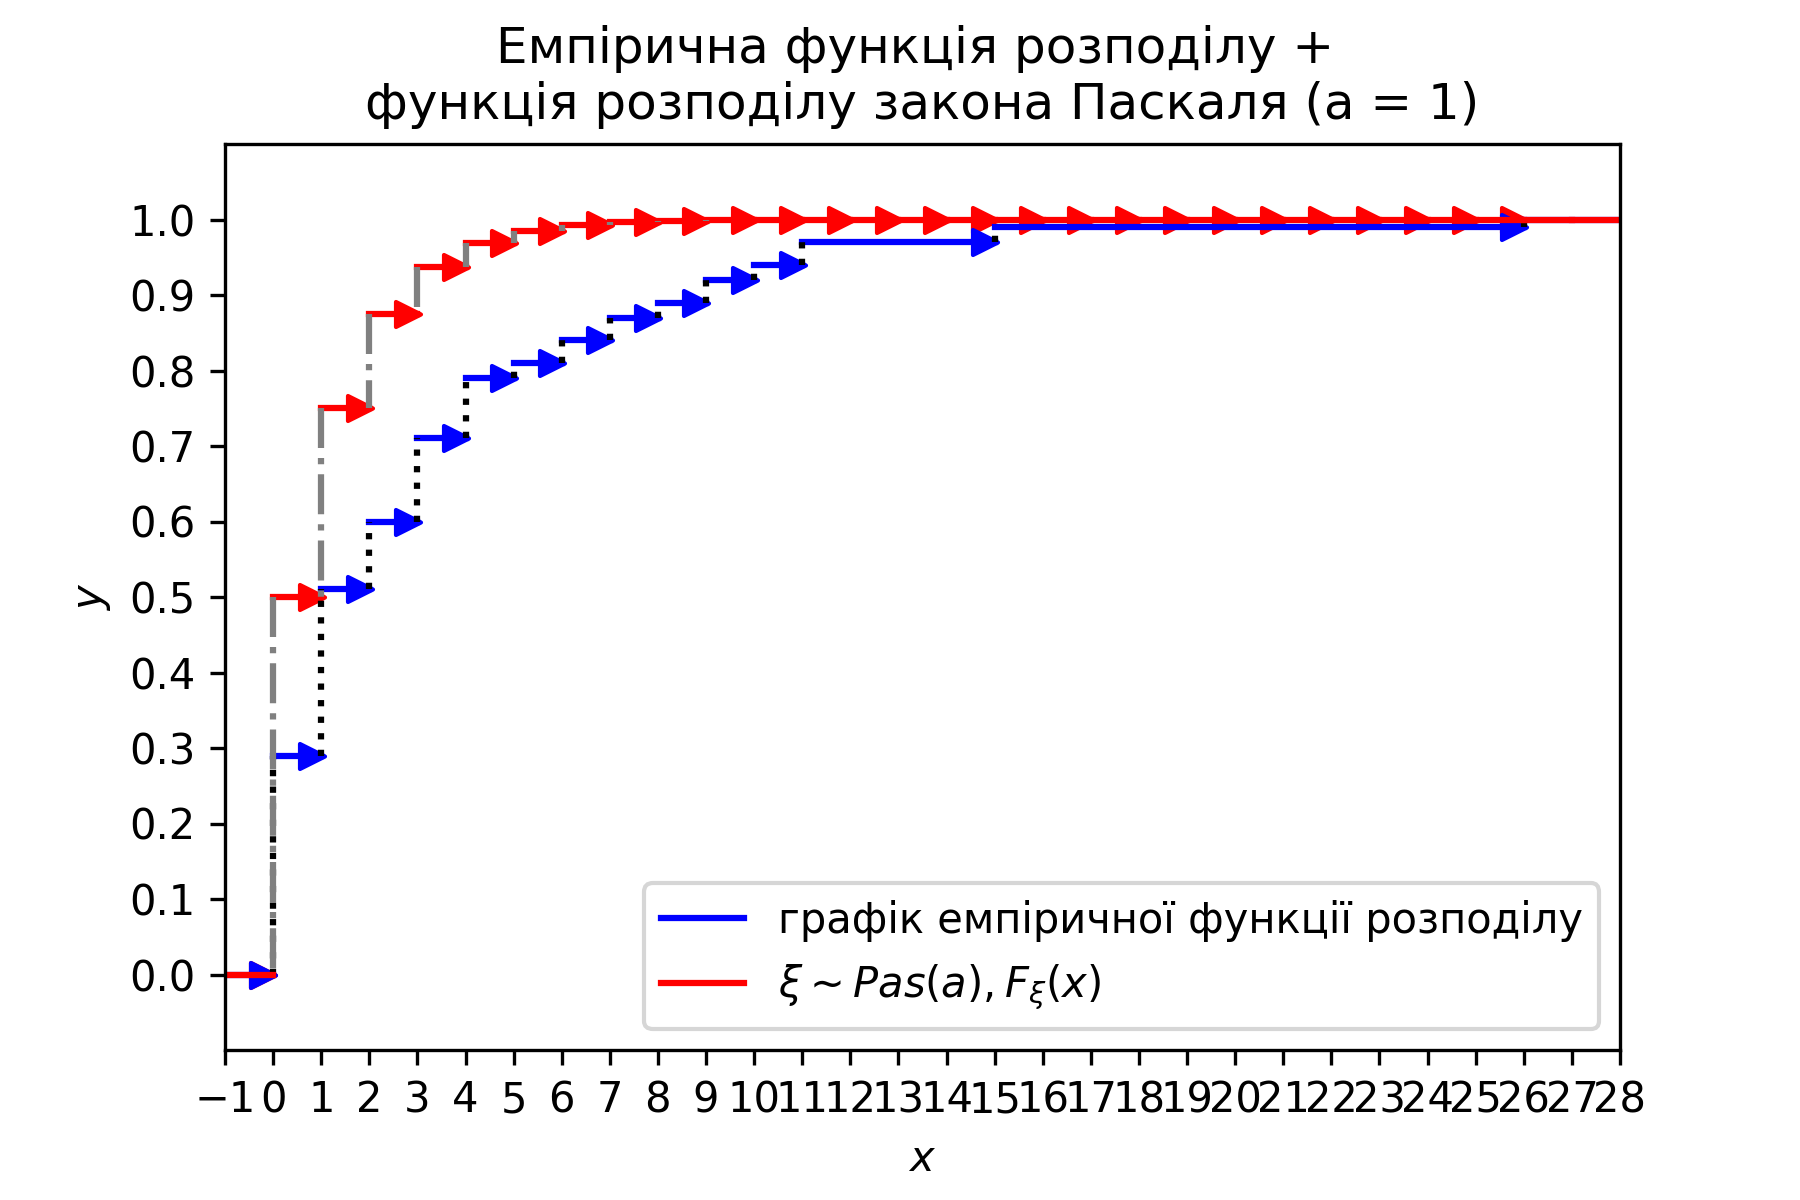 Емпірична функція розподілу +
функція розподілу закона Паскаля (a = 1)
1.0
0.9
0.8
0.7
0.6
0.5
0.4
0.3
0.2
0.1
0.0
y
графік емпіричної функції розподілу
ξ ~ Pas(a), Fξ(x)
−1 0 1 2 3 4 5 6 7 8 9 10 11 12 13 14 15 16 17 18 19 20 21 22 23 24 25 26 27 28
x